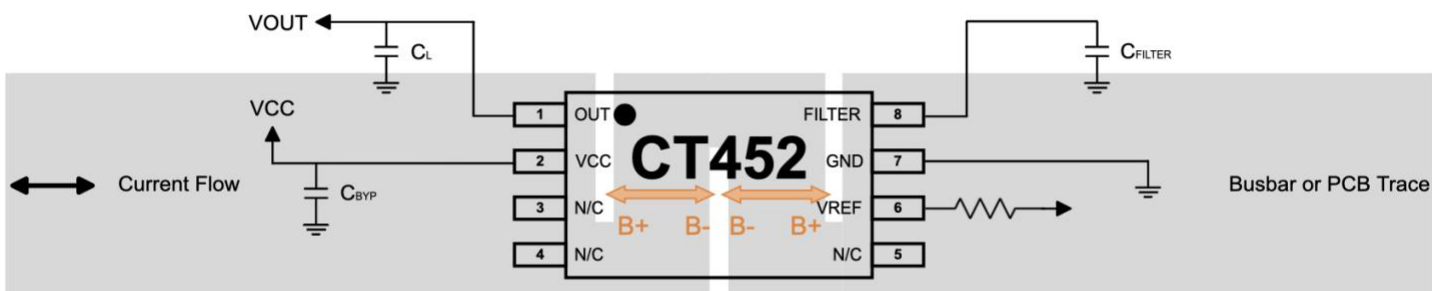 VOUT
CL
CFILTER
VCC
1 OUT FILTER 8
CT452
2 VCC GND 7
Current Flow
CBYP
Busbar or PCB Trace
3 N/C VREF 6
B+ B- B- B+
4 N/C N/C 5